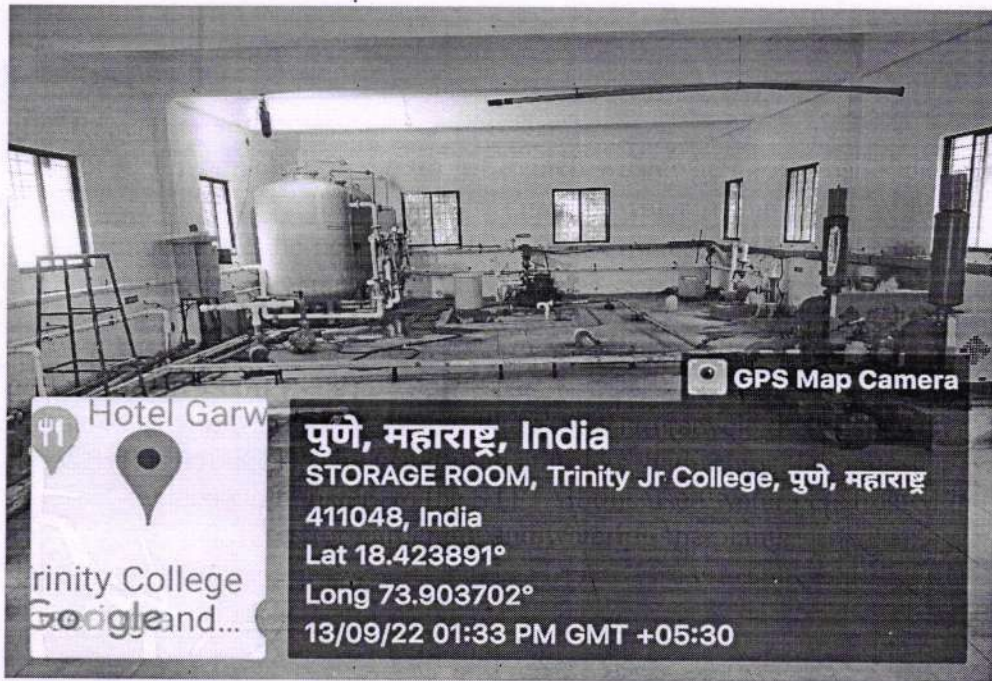 GPS Map Camera
Hotel Garw
पुणे, महाराष्ट्र, India
STORAGE ROOM, Trinity Jr College, पुणे, महाराष्ट्र
411048, India
Lat 18.423891°
Long 73.903702°
13/09/22 01:33 PM GMT +05:30
rinity College
Google
and...